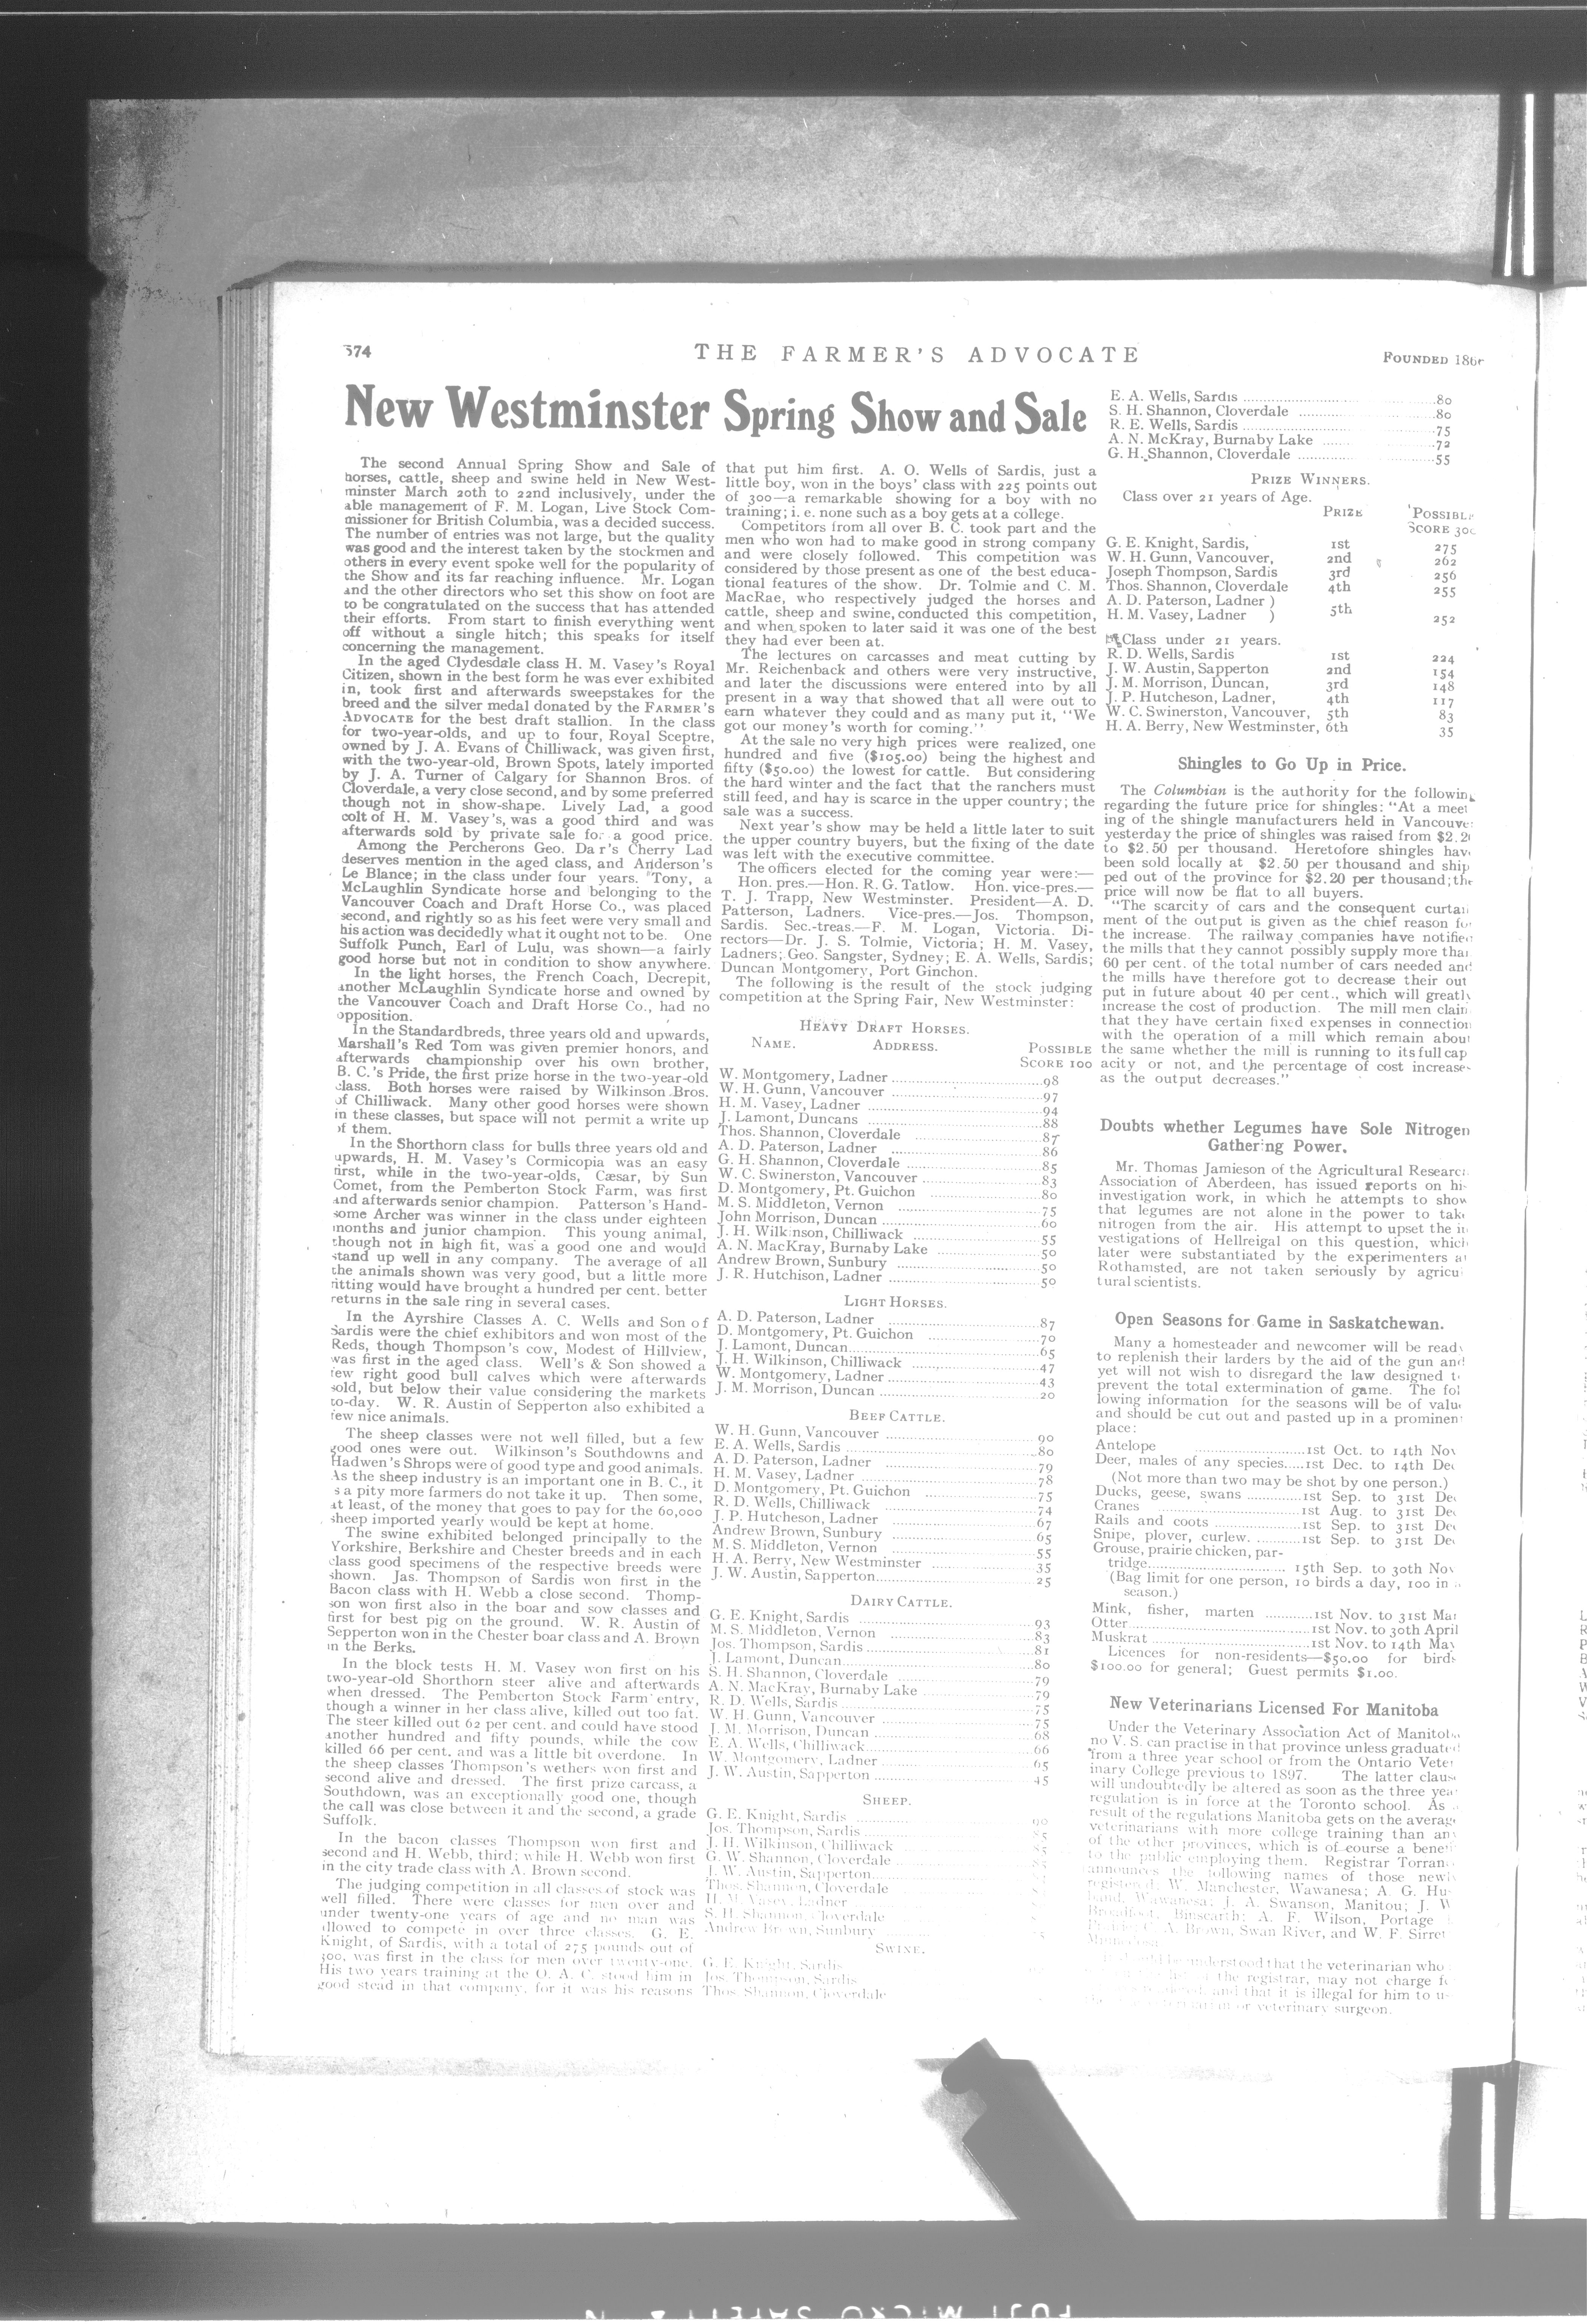 574
THE FARMER'S ADVOCATE
FOUNDED
New Westminster Spring Show and Sale
The second Annual Spring Show and Sale of
horses, cattle, sheep and swine held in New West-
minster March 20th to 22nd inclusively, under the
able management of F. M. Logan, Live Stock Com-
missioner for British Columbia, was a decided success.
The number of entries was not large, but the quality
was good and the interest taken by the stockmen and
others in every event spoke well for the popularity of
the Show and its far reaching influence. Mr. Logan
and the other directors who set this show on foot are
to be congratulated on the success that has attended
their efforts. From start to finish everything went
off without a single hitch; this speaks for itself
concerning the management.
In the aged Clydesdale class H. M. Vasey's Royal
Citizen, shown in the best form he was ever exhibited
in, took first and afterwards sweepstakes for the
breed and the silver medal donated by the FARMER'S
ADVOCATE for the best draft stallion. In the class
for two-year-olds, and up to four, Royal Sceptre,
owned by J. A. Evans of Chilliwack, was given first,
with the two-year-old, Brown Spots, lately imported
by J. A. Turner of Calgary for Shannon Bros. of
Cloverdale, a very close second, and by some preferred
though not in show-shape. Lively Lad, a good
colt of H. M. Vasey's, was a good third and was
afterwards sold by private sale for a good price.
Among the Percherons Geo. Da r's Cherry Lad
deserves mention in the aged class, and Anderson's
Le Blance; in the class under four years. Tony, a
McLaughlin Syndicate horse and belonging to the
Vancouver Coach and Draft Horse Co., was placed
second, and rightly so as his feet were very small and
his action was decidedly what it ought not to be. One
Suffolk Punch, Earl of Lulu, was shown—a fairly
good horse but not in condition to show anywhere.
In the light horses, the French Coach, Decrepit,
another McLaughlin Syndicate horse and owned by
the Vancouver Coach and Draft Horse Co., had no
opposition.
In the Standardbreds, three years old and upwards,
Marshall's Red Tom was given premier honors, and
afterwards championship over his own brother,
B. C.'s Pride, the first prize horse in the two-year-old
class. Both horses were raised by Wilkinson Bros.
of Chilliwack. Many other good horses were shown
in these classes, but space will not permit a write up
of them.
In the Shorthorn class for bulls three years old and
upwards, H. M. Vasey's Cormicopia was an easy
first, while in the two-year-olds, Cæsar, by Sun
Comet, from the Pemberton Stock Farm, was first
and afterwards senior champion. Patterson's Hand-
some Archer was winner in the class under eighteen
months and junior champion. This young animal,
though not in high fit, was a good one and would
stand up well in any company. The average of all
the animals shown was very good, but a little more
fitting would have brought a hundred per cent. better
returns in the sale ring in several cases.
In the Ayrshire Classes A. C. Wells and Son of
Sardis were the chief exhibitors and won most of the
Reds, though Thompson's cow, Modest of Hillview,
was first in the aged class. Well's & Son showed a
few right good bull calves which were afterwards
sold, but below their value considering the markets
to-day. W. R. Austin of Sepperton also exhibited a
few nice animals.
The sheep classes were not well filled, but a few
good ones were out. Wilkinson's Southdowns and
Hadwen's Shrops were of good type and good animals.
As the sheep industry is an important one in B. C., it
s a pity more farmers do not take it up. Then some,
at least, of the money that goes to pay for the 60,000
sheep imported yearly would be kept at home.
The swine exhibited belonged principally to the
Yorkshire, Berkshire and Chester breeds and in each
class good specimens of the respective breeds were
shown. Jas. Thompson of Sardis won first in the
Bacon class with H. Webb a close second. Thomp-
son won first also in the boar and sow classes and
first for best pig on the ground. W. R. Austin of
Sepperton won in the Chester boar class and A. Brown
in the Berks.
In the block tests H. M. Vasey won first on his
two-year-old Shorthorn steer alive and afterwards
when dressed. The Pemberton Stock Farm entry,
though a winner in her class alive, killed out too fat.
The steer killed out 62 per cent. and could have stood
another hundred and fifty pounds, while the cow
killed 66 per cent. and was a little bit overdone. In
the sheep classes Thompson's wethers won first and
second alive and dressed. The first prize carcass, a
Southdown, was an exceptionally good one, though
the call was close between it and the second, a grade
Suffolk.
In the bacon classes Thompson won first and
second and H. Webb, third; while H. Webb won first
in the city trade class with A. Brown second.
The judging competition in all classes of stock was
well filled. There were classes for men over and
under twenty-one years of age and no man was
allowed to compete in over three classes. G. E.
Knight, of Sardis, with a total of 275 pounds out of
300, was first in the class for men over twenty-one.
His two years training at the O. A. C. stood him in
good stead in that company, for it was his reasons
that put him first. A. O. Wells of Sardis, just a
little boy, won in the boys' class with 225 points out
of 300—a remarkable showing for a boy with no
training; i. e. none such as a boy gets at a college.
Competitors from all over B. C. took part and the
men who won had to make good in strong company
and were closely followed. This competition was
considered by those present as one of the best educa-
tional features of the show. Dr. Tolmie and C. M.
MacRae, who respectively judged the horses and
cattle, sheep and swine, conducted this competition,
and when spoken to later said it was one of the best
they had ever been at.
The lectures on carcasses and meat cutting by
Mr. Reichenback and others were very instructive,
and later the discussions were entered into by all
present in a way that showed that all were out to
earn whatever they could and as many put it, "We
got our money's worth for coming."
At the sale no very high prices were realized, one
hundred and five ($105.00) being the highest and
fifty ($50.00) the lowest for cattle. But considering
the hard winter and the fact that the ranchers must
still feed, and hay is scarce in the upper country; the
sale was a success.
Next year's show may be held a little later to suit
the upper country buyers, but the fixing of the date
was left with the executive committee.
The officers elected for the coming year were:—
Hon. pres.—Hon. R. G. Tatlow. Hon. vice-pres.—
T. J. Trapp, New Westminster. President—A. D.
Patterson, Ladners. Vice-pres.—Jos. Thompson,
Sardis. Sec.-treas.—F. M. Logan, Victoria. Di-
rectors—Dr. J. S. Tolmie, Victoria; H. M. Vasey,
Ladners; Geo. Sangster, Sydney; E. A. Wells, Sardis;
Duncan Montgomery, Port Ginchon.
The following is the result of the stock judging
competition at the Spring Fair, New Westminster:
HEAVY DRAFT HORSES.
NAME. ADDRESS. POSSIBLE
SCORE 100
W. Montgomery, Ladner 98
W. H. Gunn, Vancouver 97
H. M. Vasey, Ladner 94
J. Lamont, Duncans 88
Thos. Shannon, Cloverdale 87
A. D. Paterson, Ladner 86
G. H. Shannon, Cloverdale 85
W. C. Swinerston, Vancouver 83
D. Montgomery, Pt. Guichon 80
M. S. Middleton, Vernon 75
John Morrison, Duncan 60
J. H. Wilkinson, Chilliwack 55
A. N. MacKray, Burnaby Lake 50
Andrew Brown, Sunbury 50
J. R. Hutchison, Ladner 50
LIGHT HORSES.
A. D. Paterson, Ladner 87
D. Montgomery, Pt. Guichon 70
J. Lamont, Duncan 65
J. H. Wilkinson, Chilliwack 47
W. Montgomery, Ladner 43
J. M. Morrison, Duncan 20
BEEF CATTLE.
W. H. Gunn, Vancouver 90
E. A. Wells, Sardis 80
A. D. Paterson, Ladner 79
H. M. Vasey, Ladner 78
D. Montgomery, Pt. Guichon 75
R. D. Wells, Chilliwack 74
J. P. Hutcheson, Ladner 67
Andrew Brown, Sunbury 65
M. S. Middleton, Vernon 55
H. A. Berry, New Westminster 35
J. W. Austin, Sapperton 25
DAIRY CATTLE.
G. E. Knight, Sardis 93
M. S. Middleton, Vernon 83
Jos. Thompson, Sardis 81
J. Lamont, Duncan 80
S. H. Shannon, Cloverdale 79
A. N. MacKray, Burnaby Lake 79
R. D. Wells, Sardis 75
W. H. Gunn, Vancouver 75
J. M. Morrison, Duncan 68
E. A. Wells, Chilliwack 66
W. Montgomery, Ladner 65
J. W. Austin, Sapperton 45
SHEEP.
G. E. Knight, Sardis 90
Jos. Thompson, Sardis
J. H. Wilkinson, Chilliwack
G. W. Shannon, Cloverdale
J. W. Austin, Sapperton
Thos. Shannon, Cloverdale
H. M. Vasey, Ladner
S. H. Shannon, Cloverdale
Andrew Brown, Sunbury
SWINE.
G. E. Knight, Sardis
Jos. Thompson, Sardis
Thos. Shannon, Cloverdale
E. A. Wells, Sardis 80
S. H. Shannon, Cloverdale 80
R. E. Wells, Sardis 75
A. N. McKray, Burnaby Lake 72
G. H. Shannon, Cloverdale 55
PRIZE WINNERS.
Class over 21 years of Age.
PRIZE POSSIBLE
SCORE 300
G. E. Knight, Sardis, 1st 275
W. H. Gunn, Vancouver, 2nd 262
Joseph Thompson, Sardis 3rd 256
Thos. Shannon, Cloverdale 4th 255
A. D. Paterson, Ladner )
H. M. Vasey, Ladner ) 5th 252
Class under 21 years.
R. D. Wells, Sardis 1st 224
J. W. Austin, Sapperton 2nd 154
J. M. Morrison, Duncan, 3rd 148
J. P. Hutcheson, Ladner, 4th 117
W. C. Swinerston, Vancouver, 5th 83
H. A. Berry, New Westminster, 6th 35
Shingles to Go Up in Price.
The Columbian is the authority for the following
regarding the future price for shingles: "At a meet
ing of the shingle manufacturers held in Vancouver
yesterday the price of shingles was raised from $2.20
to $2.50 per thousand. Heretofore shingles have
been sold locally at $2.50 per thousand and ship
ped out of the province for $2.20 per thousand; the
price will now be flat to all buyers.
"The scarcity of cars and the consequent curtail
ment of the output is given as the chief reason for
the increase. The railway companies have notified
the mills that they cannot possibly supply more than
60 per cent. of the total number of cars needed and
the mills have therefore got to decrease their out
put in future about 40 per cent., which will greatly
increase the cost of production. The mill men claim
that they have certain fixed expenses in connection
with the operation of a mill which remain about
the same whether the mill is running to its full cap
acity or not, and the percentage of cost increases
as the output decreases."
Doubts whether Legumes have Sole Nitrogen
Gathering Power.
Mr. Thomas Jamieson of the Agricultural Research
Association of Aberdeen, has issued reports on his
investigation work, in which he attempts to show
that legumes are not alone in the power to take
nitrogen from the air. His attempt to upset the in
vestigations of Hellreigal on this question, which
later were substantiated by the experimenters at
Rothamsted, are not taken seriously by agricul
tural scientists.
Open Seasons for Game in Saskatchewan.
Many a homesteader and newcomer will be ready
to replenish their larders by the aid of the gun and
yet will not wish to disregard the law designed to
prevent the total extermination of game. The fol
lowing information for the seasons will be of value
and should be cut out and pasted up in a prominent
place:
Antelope 1st Oct. to 14th Nov
Deer, males of any species 1st Dec. to 14th Dec
(Not more than two may be shot by one person.)
Ducks, geese, swans 1st Sep. to 31st Dec
Cranes 1st Aug. to 31st Dec
Rails and coots 1st Sep. to 31st Dec
Snipe, plover, curlew. 1st Sep. to 31st Dec
Grouse, prairie chicken, par-
tridge 15th Sep. to 30th Nov
(Bag limit for one person, 10 birds a day, 100 in a
season.)
Mink, fisher, marten 1st Nov. to 31st Mar
Otter 1st Nov. to 30th April
Muskrat 1st Nov. to 14th May
Licences for non-residents—$50.00 for birds
$100.00 for general; Guest permits $1.00.
New Veterinarians Licensed For Manitoba
Under the Veterinary Association Act of Manitoba
no V. S. can practise in that province unless graduated
from a three year school or from the Ontario Veter
inary College previous to 1897. The latter clause
will undoubtedly be altered as soon as the three year
regulation is in force at the Toronto school. As a
result of the regulations Manitoba gets on the average
veterinarians with more college training than any
of the other provinces, which is of course a benefit
to the public employing them. Registrar Torrance
announces the following names of those newly
registered. W. Manchester, Wawanesa; A. G. Hu-
band, Wawanesa; J. A. Swanson, Manitou; J. W
Broadfoot, Binscarth; A. F. Wilson, Portage
Prairie; C. A. Brown, Swan River, and W. F. Sirret
Minnedosa
understood that the veterinarian who
the registrar, may not charge
and that it is illegal for him to u-
or veterinary surgeon.
FUJI MICRO SAFETY